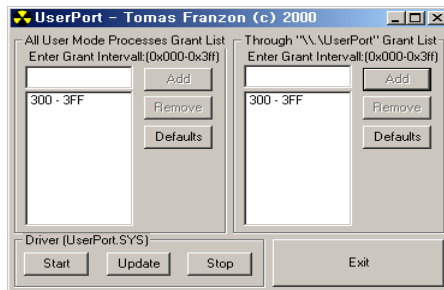 UserPort – Tomas Franzon (c) 2000
All User Mode Processes Grant List
Enter Grant Intervall:(0x000-0x3ff)
Add
300 - 3FF
Remove
Defaults
Through "\\.\UserPort" Grant List
Enter Grant Intervall:(0x000-0x3ff)
Add
300 - 3FF
Remove
Defaults
Driver (UserPort.SYS)
Start Update Stop
Exit